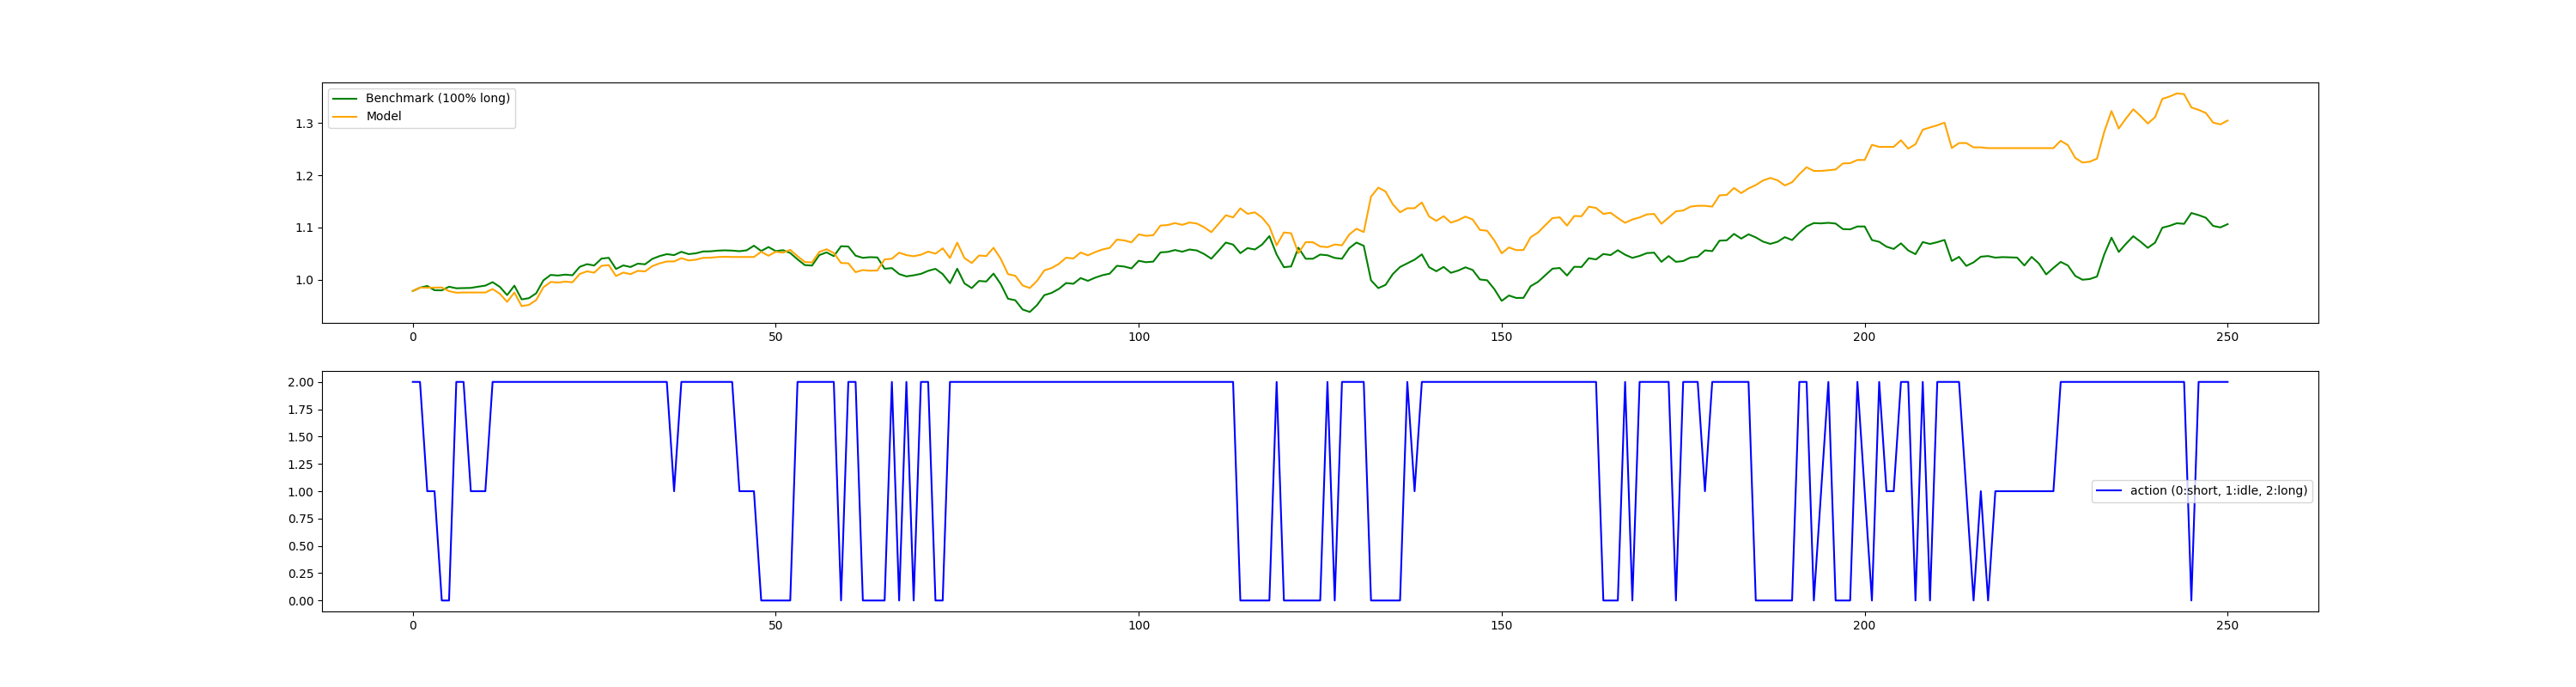 Benchmark (100% long)
Model
1.3
1.2
1.1
1.0
0 50 100 150 200 250
2.00
1.75
1.50
1.25
1.00
0.75
0.50
0.25
0.00
action (0:short, 1:idle, 2:long)
0 50 100 150 200 250